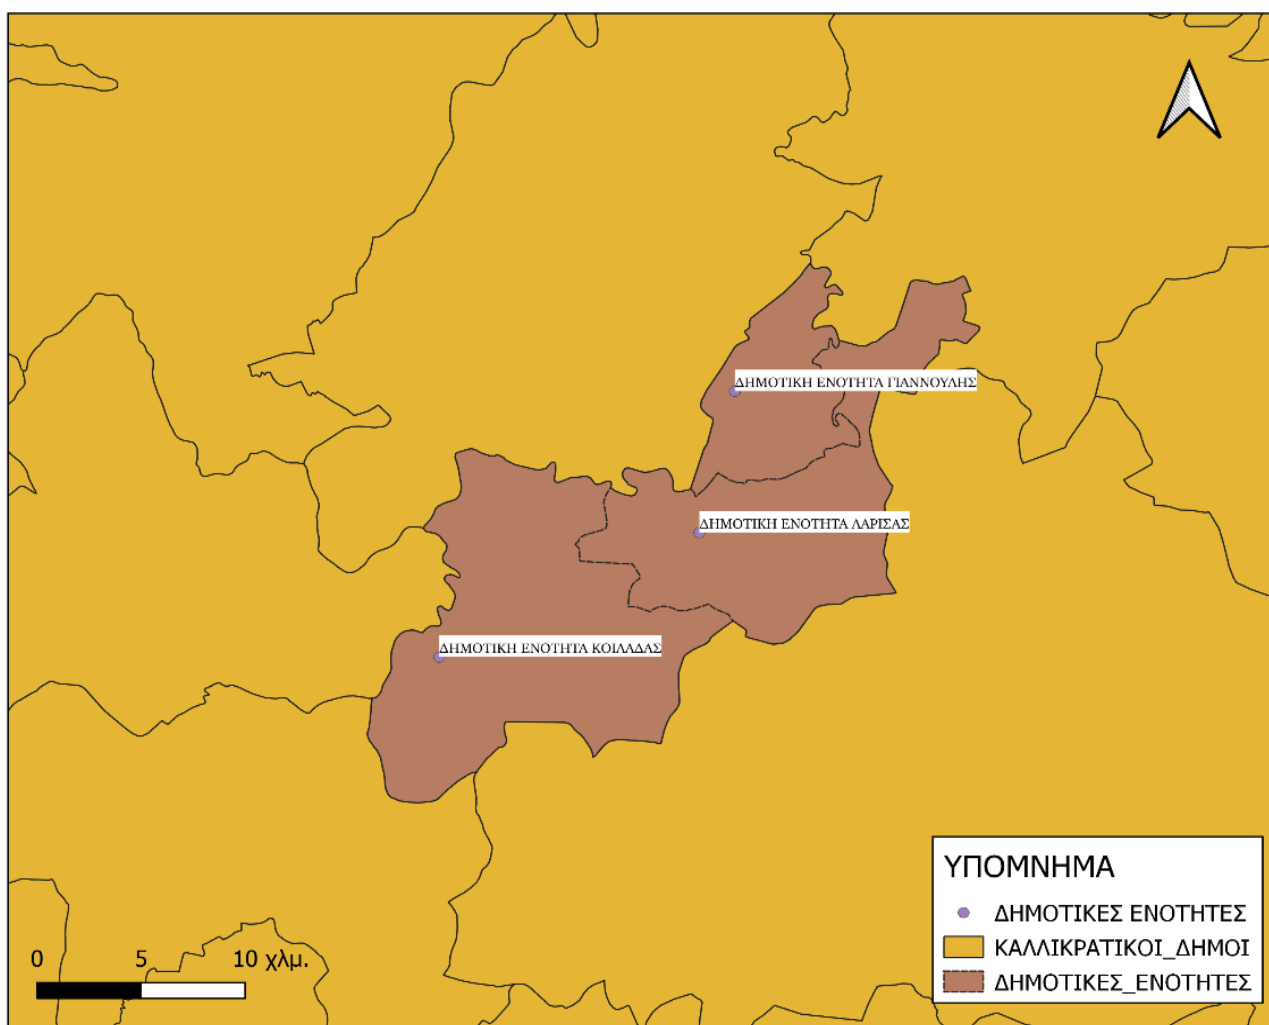 ΔΗΜΟΤΙΚΗ ΕΝΟΤΗΤΑ ΓΙΑΝΝΟΥΛΗΣ
ΔΗΜΟΤΙΚΗ ΕΝΟΤΗΤΑ ΛΑΡΙΣΑΣ
ΔΗΜΟΤΙΚΗ ΕΝΟΤΗΤΑ ΚΟΙΛΑΔΑΣ
ΥΠΟΜΝΗΜΑ
ΔΗΜΟΤΙΚΕΣ ΕΝΟΤΗΤΕΣ
ΚΑΛΛΙΚΡΑΤΙΚΟΙ_ΔΗΜΟΙ
ΔΗΜΟΤΙΚΕΣ_ΕΝΟΤΗΤΕΣ
0 5 10 χλμ.